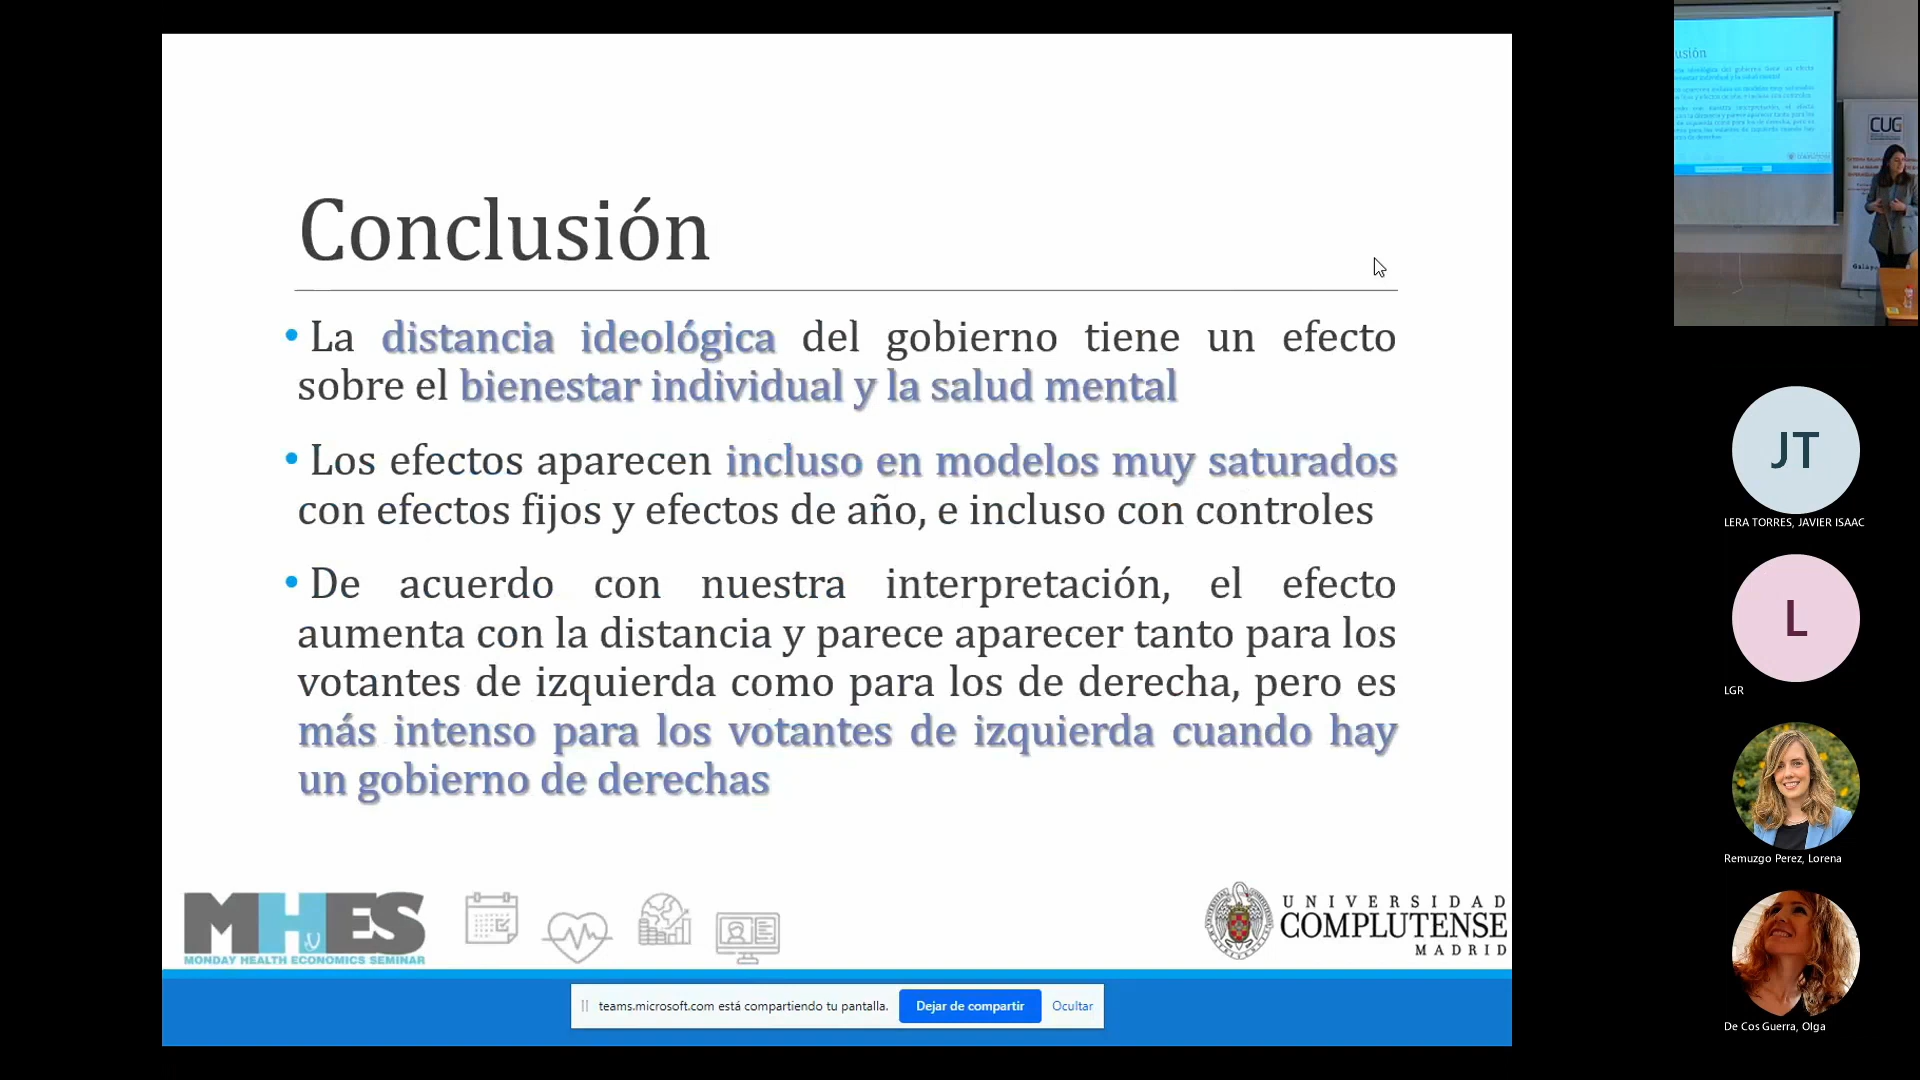 Conclusión
• La distancia ideológica del gobierno tiene un efecto
sobre el bienestar individual y la salud mental
• Los efectos aparecen incluso en modelos muy saturados
con efectos fijos y efectos de año, e incluso con controles
• De acuerdo con nuestra interpretación, el efecto
aumenta con la distancia y parece aparecer tanto para los
votantes de izquierda como para los de derecha, pero es
más intenso para los votantes de izquierda cuando hay
un gobierno de derechas
MHES
MONDAY HEALTH ECONOMICS SEMINAR
UNIVERSIDAD
COMPLUTENSE
MADRID
teams.microsoft.com está compartiendo tu pantalla.
Dejar de compartir
Ocultar
usión
CUG
JT
LERA TORRES, JAVIER ISAAC
L
LGR
Remuzgo Perez, Lorena
De Cos Guerra, Olga